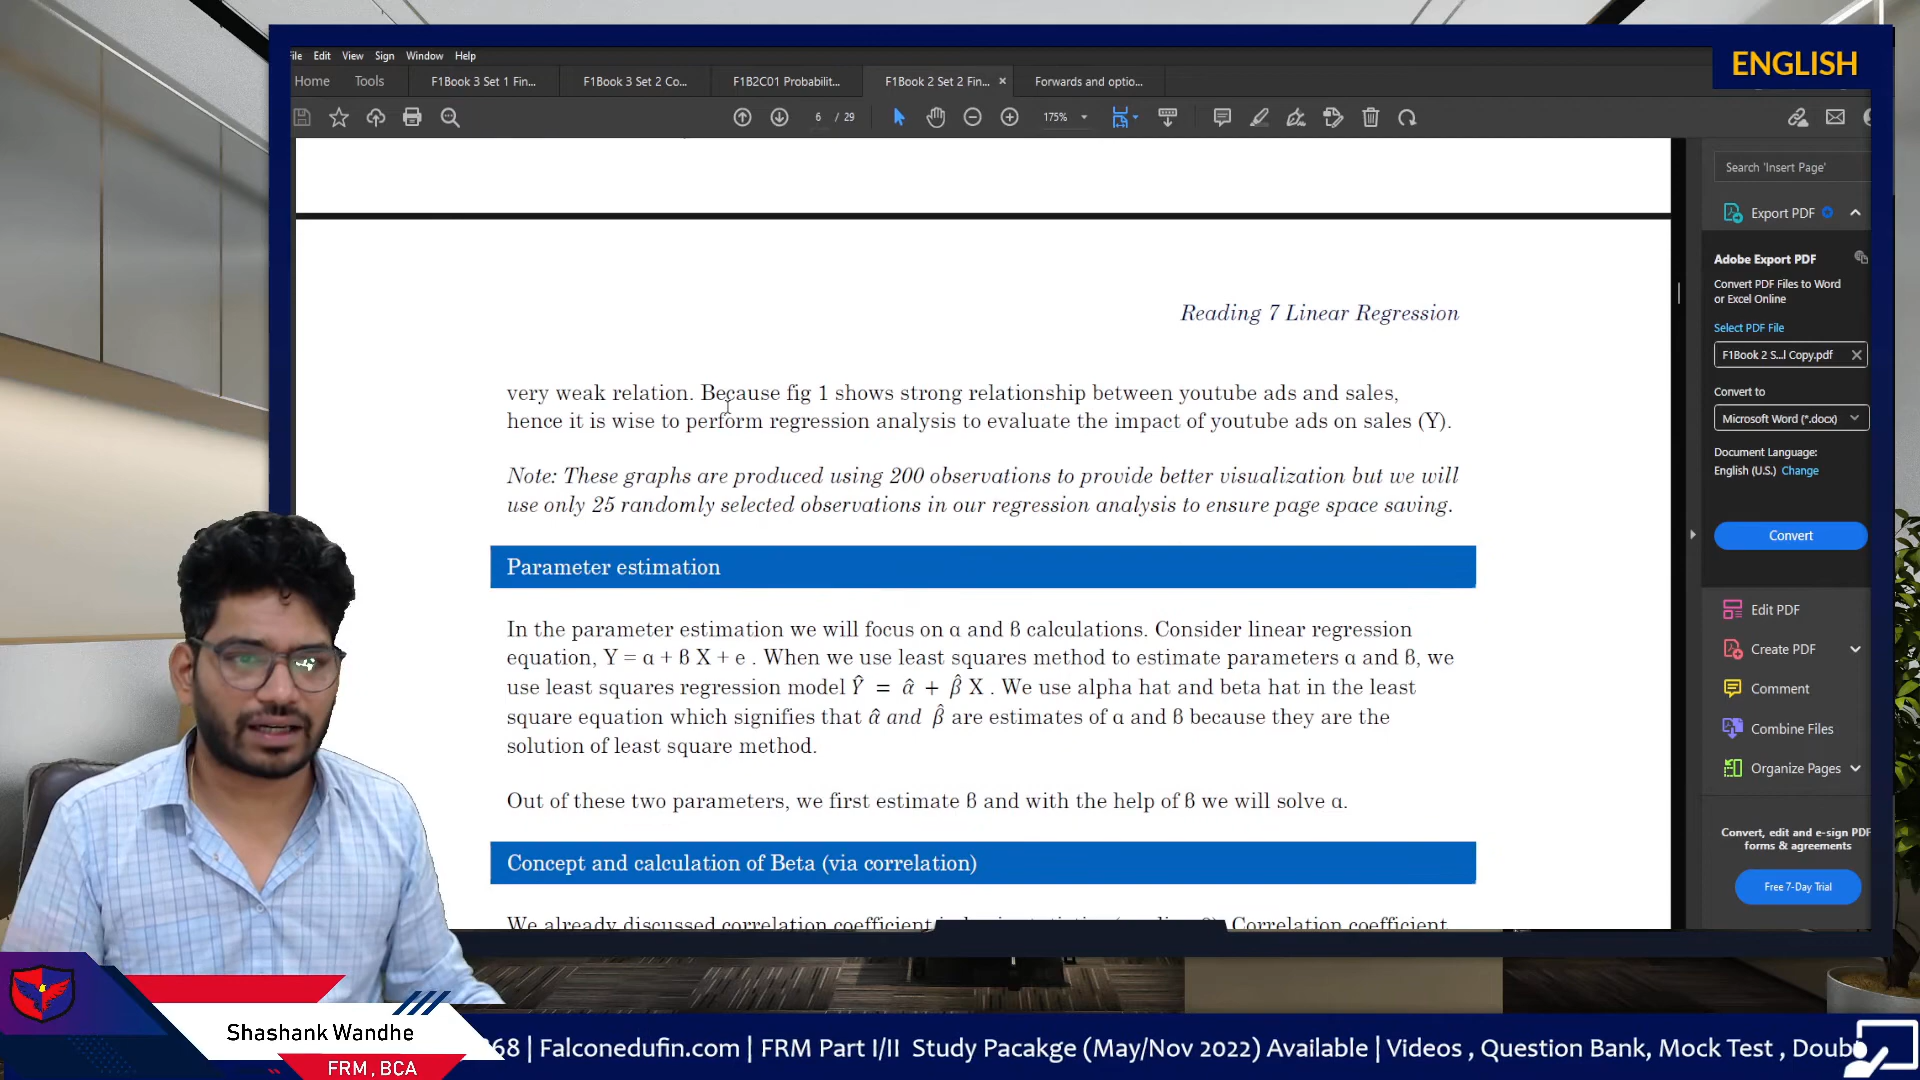 ile Edit View Sign Window Help
ENGLISH
Home Tools F1Book 3 Set 1 Fin... F1Book 3 Set 2 Co... F1B2C01 Probabilit... F1Book 2 Set 2 Fin... × Forwards and optio...
6 / 29 175%
Search 'Insert Page'
Export PDF
Adobe Export PDF
Convert PDF Files to Word
or Excel Online
Select PDF File
F1Book 2 S...l Copy.pdf
Convert to
Microsoft Word (*.docx)
Document Language:
English (U.S.) Change
Convert
Edit PDF
Create PDF
Comment
Combine Files
Organize Pages
Convert, edit and e-sign PDF
forms & agreements
Free 7-Day Trial
Reading 7 Linear Regression
very weak relation. Because fig 1 shows strong relationship between youtube ads and sales,
hence it is wise to perform regression analysis to evaluate the impact of youtube ads on sales (Y).
Note: These graphs are produced using 200 observations to provide better visualization but we will
use only 25 randomly selected observations in our regression analysis to ensure page space saving.
Parameter estimation
In the parameter estimation we will focus on α and β calculations. Consider linear regression
equation, Y = α + β X + e . When we use least squares method to estimate parameters α and β, we
use least squares regression model Ŷ = α̂ + β̂ X . We use alpha hat and beta hat in the least
square equation which signifies that α̂ and β̂ are estimates of α and β because they are the
solution of least square method.
Out of these two parameters, we first estimate β and with the help of β we will solve α.
Concept and calculation of Beta (via correlation)
We already discussed correlation coefficient Correlation coefficient
Shashank Wandhe
FRM, BCA
68 | Falconedufin.com | FRM Part I/II Study Pacakge (May/Nov 2022) Available | Videos , Question Bank, Mock Test , Doub